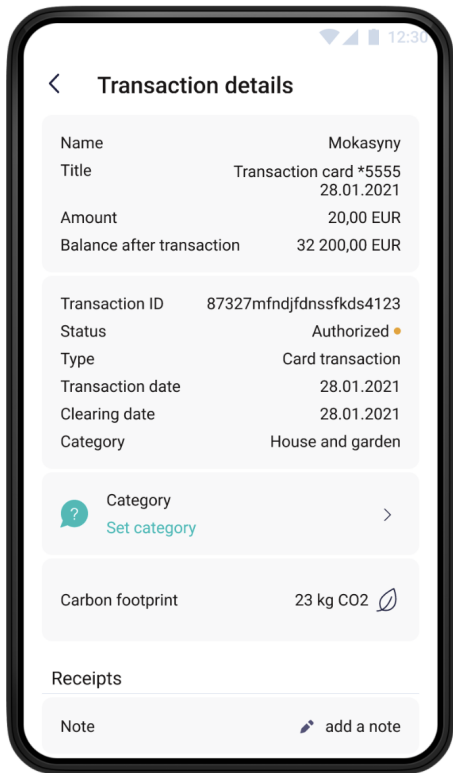 12:30
Transaction details
Name Mokasyny
Title Transaction card *5555
28.01.2021
Amount 20,00 EUR
Balance after transaction 32 200,00 EUR
Transaction ID 87327mfndjfdnssfkds4123
Status Authorized
Type Card transaction
Transaction date 28.01.2021
Clearing date 28.01.2021
Category House and garden
Category
?
Set category
Carbon footprint 23 kg CO2
Receipts
Note add a note